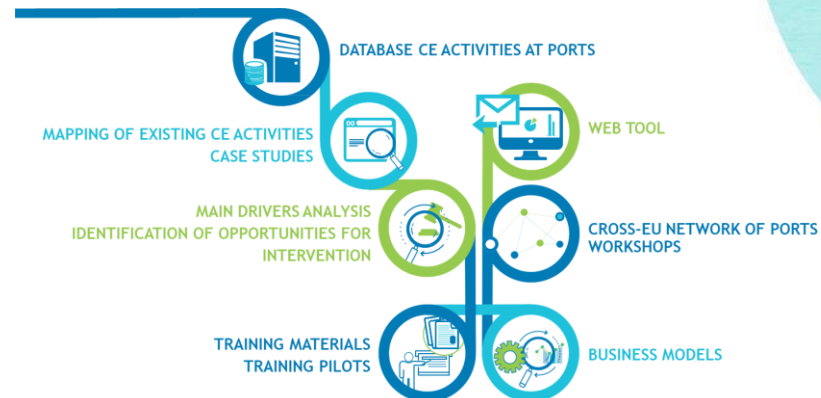 DATABASE CE ACTIVITIES AT PORTS
MAPPING OF EXISTING CE ACTIVITIES
CASE STUDIES
WEB TOOL
MAIN DRIVERS ANALYSIS
IDENTIFICATION OF OPPORTUNITIES FOR
INTERVENTION
CROSS-EU NETWORK OF PORTS
WORKSHOPS
TRAINING MATERIALS
TRAINING PILOTS
BUSINESS MODELS